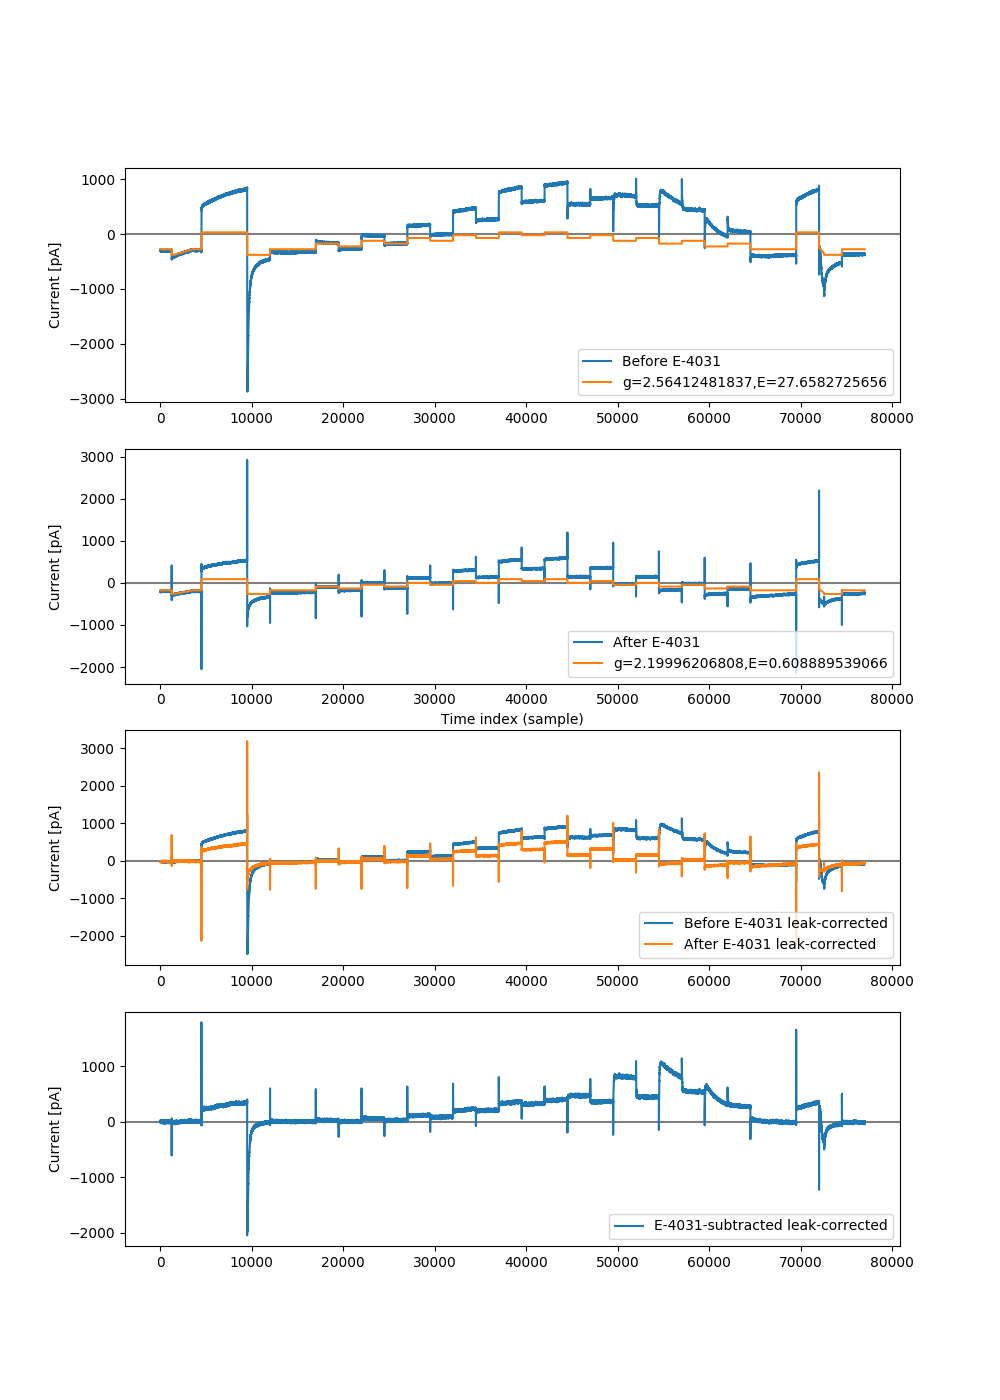 1000
0
−1000
−2000
−3000
Current [pA]
Before E-4031
g=2.56412481837,E=27.6582725656
0 10000 20000 30000 40000 50000 60000 70000 80000
3000
2000
1000
0
−1000
−2000
Current [pA]
After E-4031
g=2.19996206808,E=0.608889539066
0 10000 20000 30000 40000 50000 60000 70000 80000
Time index (sample)
3000
2000
1000
0
−1000
−2000
Current [pA]
Before E-4031 leak-corrected
After E-4031 leak-corrected
0 10000 20000 30000 40000 50000 60000 70000 80000
1000
0
−1000
−2000
Current [pA]
E-4031-subtracted leak-corrected
0 10000 20000 30000 40000 50000 60000 70000 80000